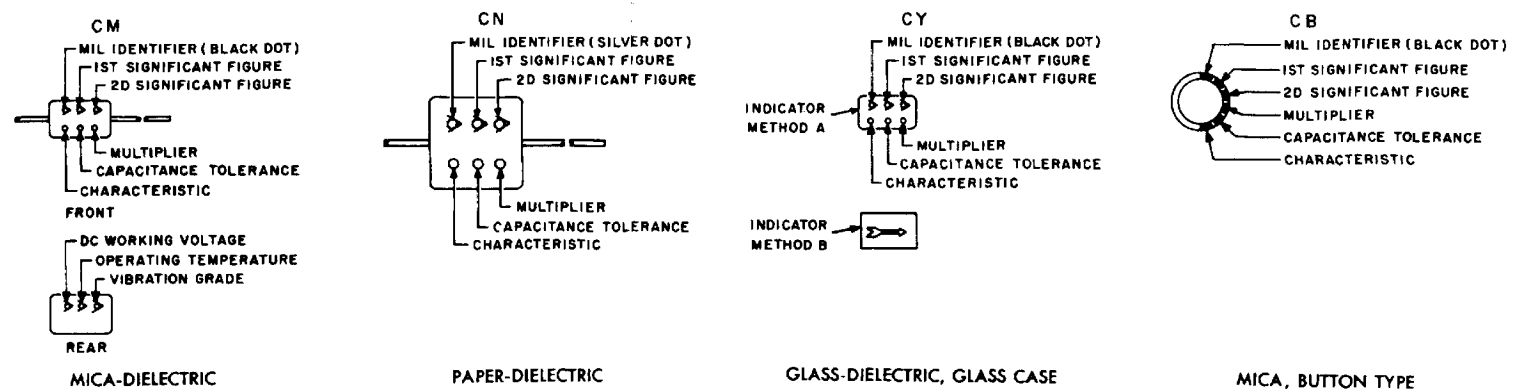 CM
MIL IDENTIFIER (BLACK DOT)
1ST SIGNIFICANT FIGURE
2D SIGNIFICANT FIGURE
MULTIPLIER
CAPACITANCE TOLERANCE
CHARACTERISTIC
FRONT
DC WORKING VOLTAGE
OPERATING TEMPERATURE
VIBRATION GRADE
REAR
MICA-DIELECTRIC
CN
MIL IDENTIFIER (SILVER DOT)
1ST SIGNIFICANT FIGURE
2D SIGNIFICANT FIGURE
MULTIPLIER
CAPACITANCE TOLERANCE
CHARACTERISTIC
PAPER-DIELECTRIC
CY
MIL IDENTIFIER (BLACK DOT)
1ST SIGNIFICANT FIGURE
2D SIGNIFICANT FIGURE
INDICATOR
METHOD A
MULTIPLIER
CAPACITANCE TOLERANCE
CHARACTERISTIC
INDICATOR
METHOD B
GLASS-DIELECTRIC, GLASS CASE
CB
MIL IDENTIFIER (BLACK DOT)
1ST SIGNIFICANT FIGURE
2D SIGNIFICANT FIGURE
MULTIPLIER
CAPACITANCE TOLERANCE
CHARACTERISTIC
MICA, BUTTON TYPE